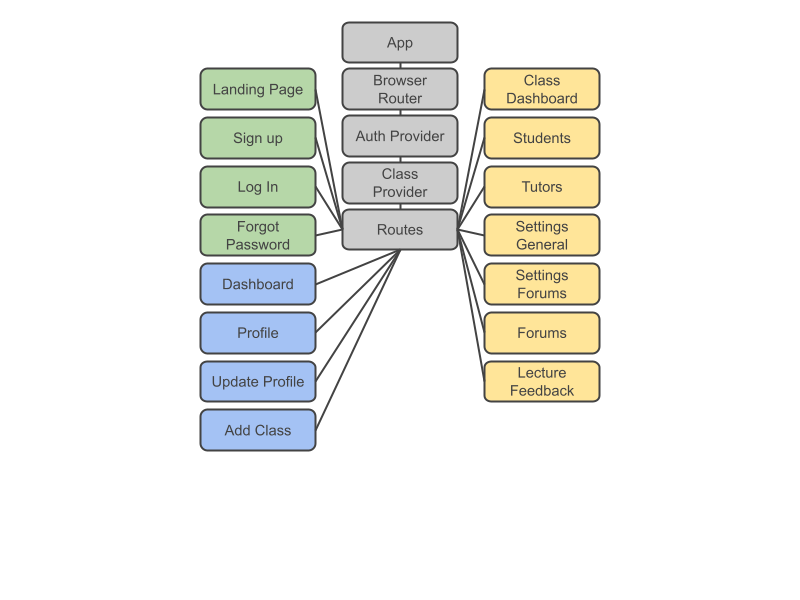 App
Browser
Router
Auth Provider
Class
Provider
Routes
Landing Page
Sign up
Log In
Forgot
Password
Dashboard
Profile
Update Profile
Add Class
Class
Dashboard
Students
Tutors
Settings
General
Settings
Forums
Forums
Lecture
Feedback